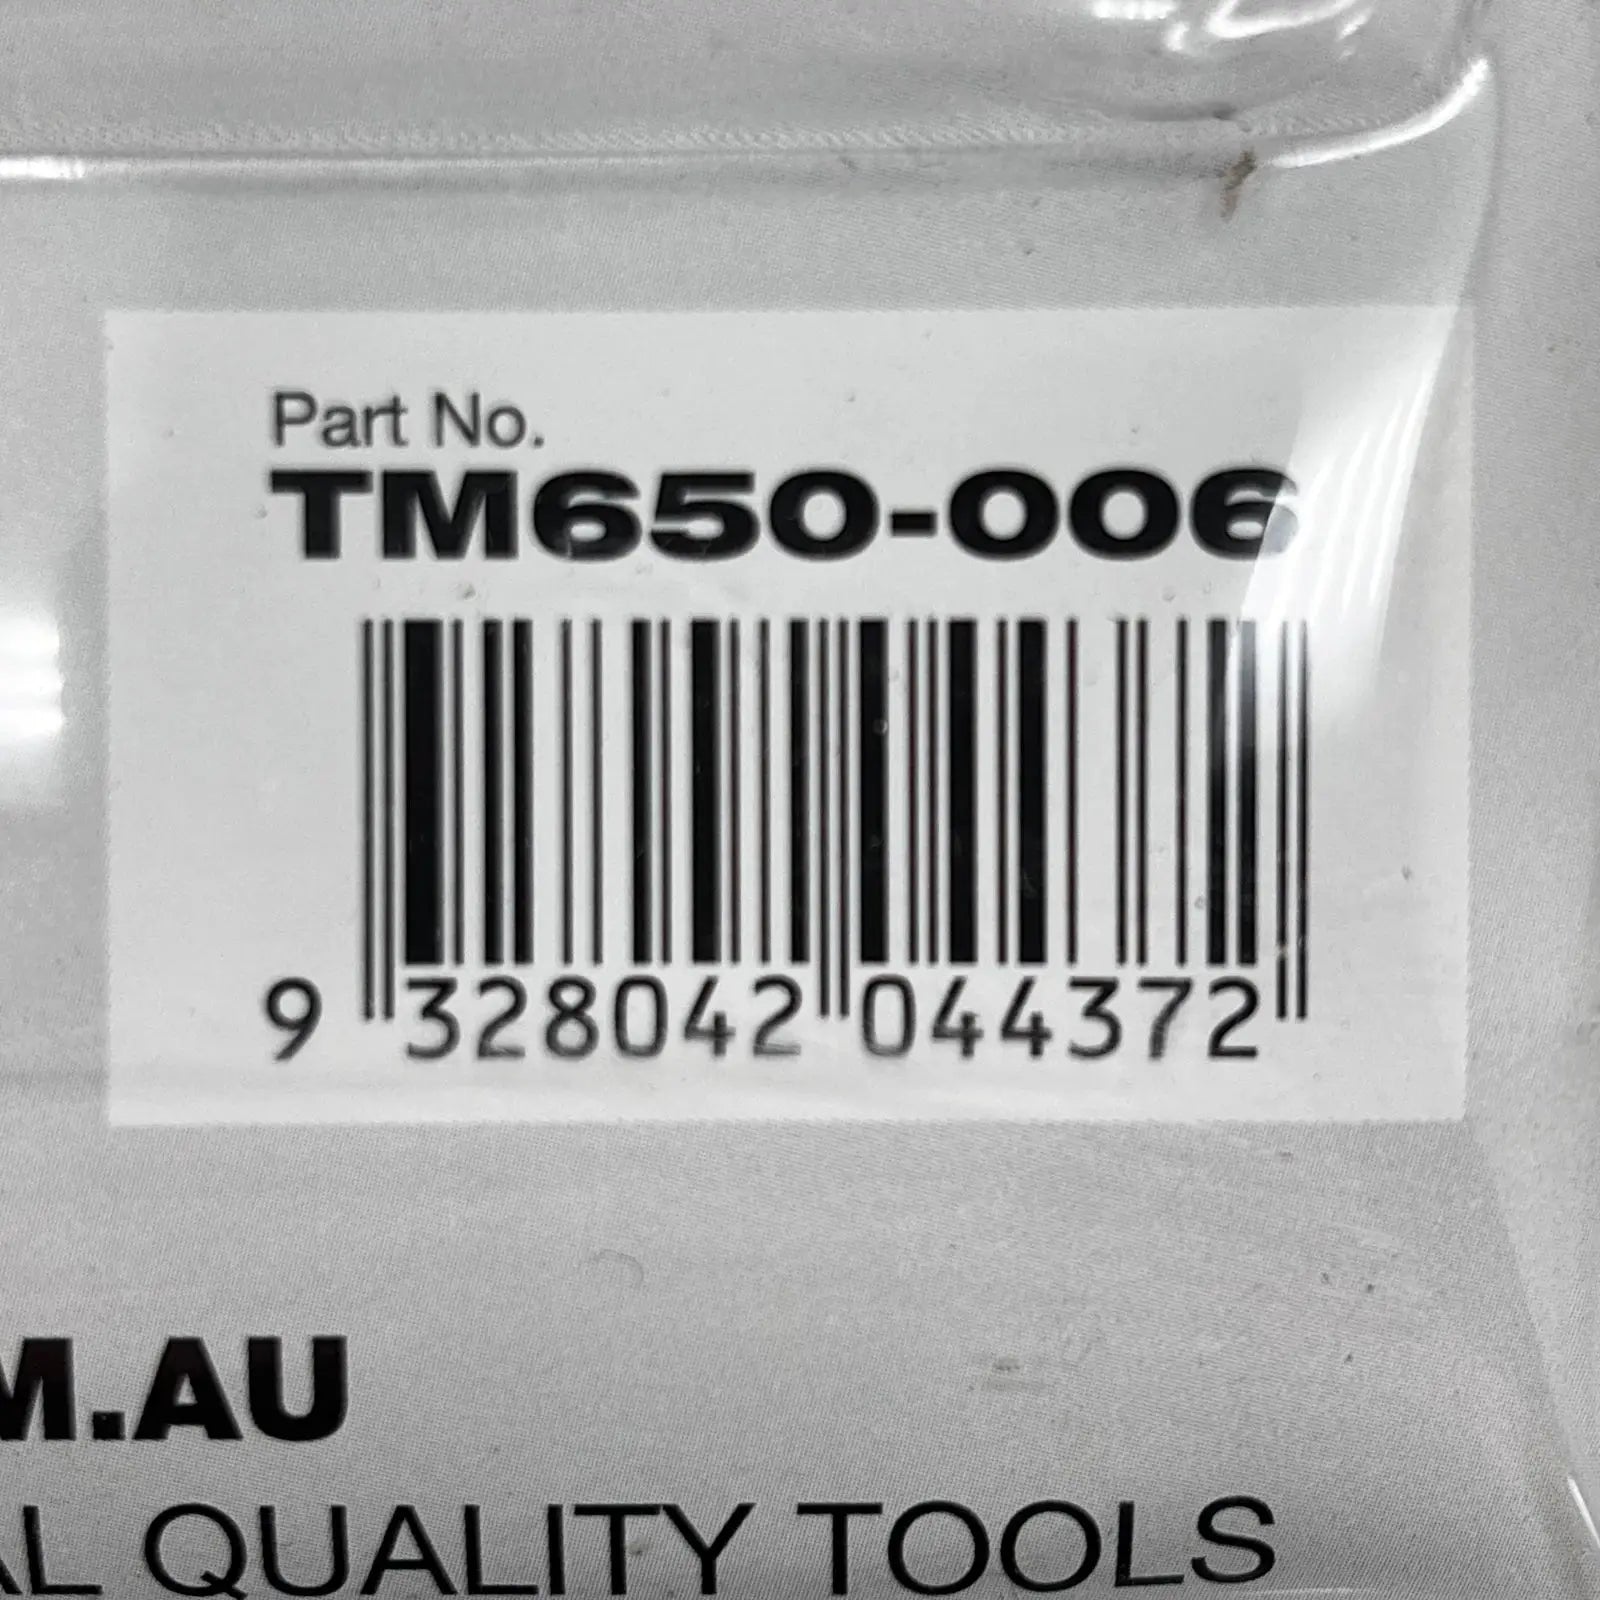 Part No.
TM650-006
9 328042 044372
M.AU
AL QUALITY TOOLS